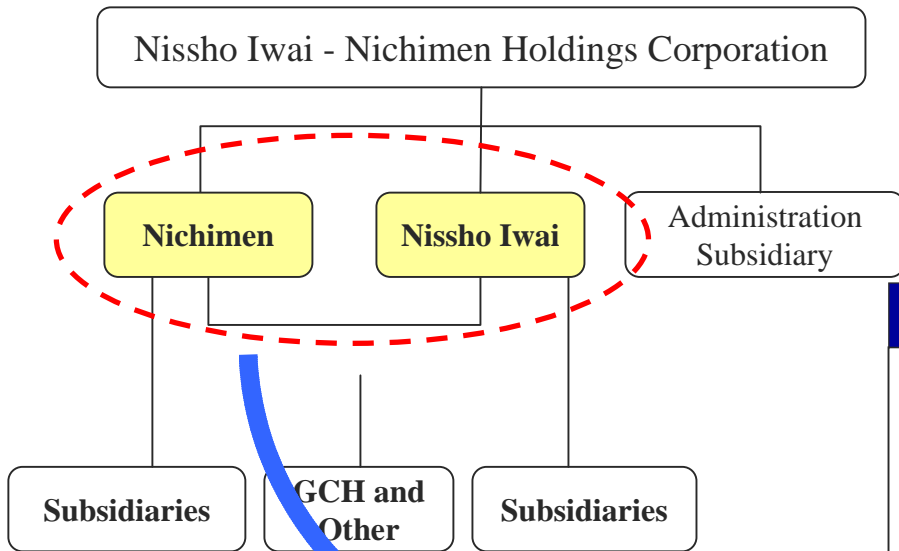 Nissho Iwai - Nichimen Holdings Corporation
Nichimen
Nissho Iwai
Administration
Subsidiary
Subsidiaries
GCH and
Other
Subsidiaries